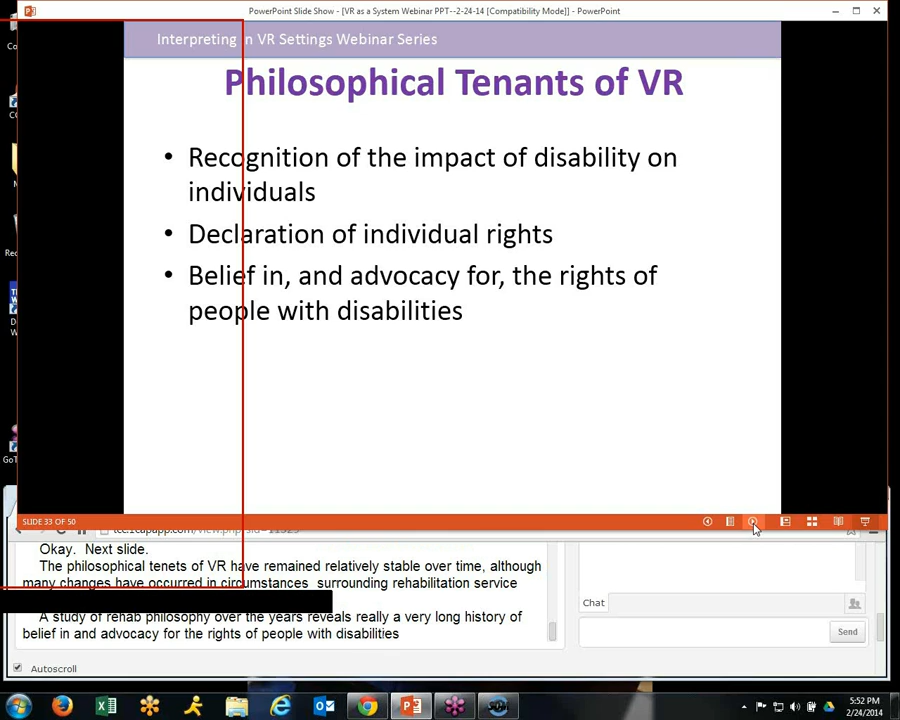 PowerPoint Slide Show - [VR as a System Webinar PPT--2-24-14 [Compatibility Mode]] - PowerPoint
Interpreting in VR Settings Webinar Series
Philosophical Tenants of VR
• Recognition of the impact of disability on
individuals
• Declaration of individual rights
• Belief in, and advocacy for, the rights of
people with disabilities
SLIDE 33 OF 50
Okay. Next slide.
The philosophical tenets of VR have remained relatively stable over time, although
many changes have occurred in circumstances surrounding rehabilitation service
A study of rehab philosophy over the years reveals really a very long history of
belief in and advocacy for the rights of people with disabilities
Chat
Send
Autoscroll
5:52 PM
2/24/2014